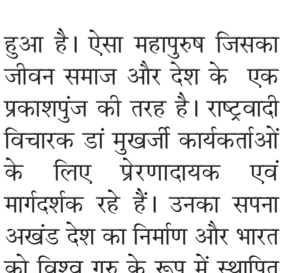 हुआ है। ऐसा महापुरुष जिसका
जीवन समाज और देश के एक
प्रकाशपुंज की तरह है। राष्ट्रवादी
विचारक डां मुखर्जी कार्यकर्ताओं
के लिए प्रेरणादायक एवं
मार्गदर्शक रहे हैं। उनका सपना
अखंड देश का निर्माण और भारत
को विश्व गुरु के रूप में स्थापित